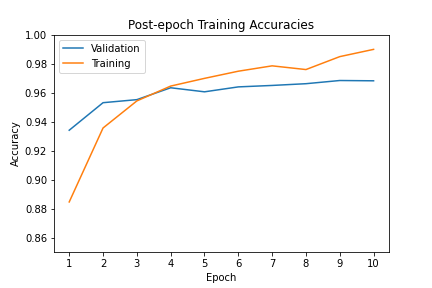 Post-epoch Training Accuracies
Validation
Training
1.00
0.98
0.96
0.94
0.92
0.90
0.88
0.86
Accuracy
1 2 3 4 5 6 7 8 9 10
Epoch